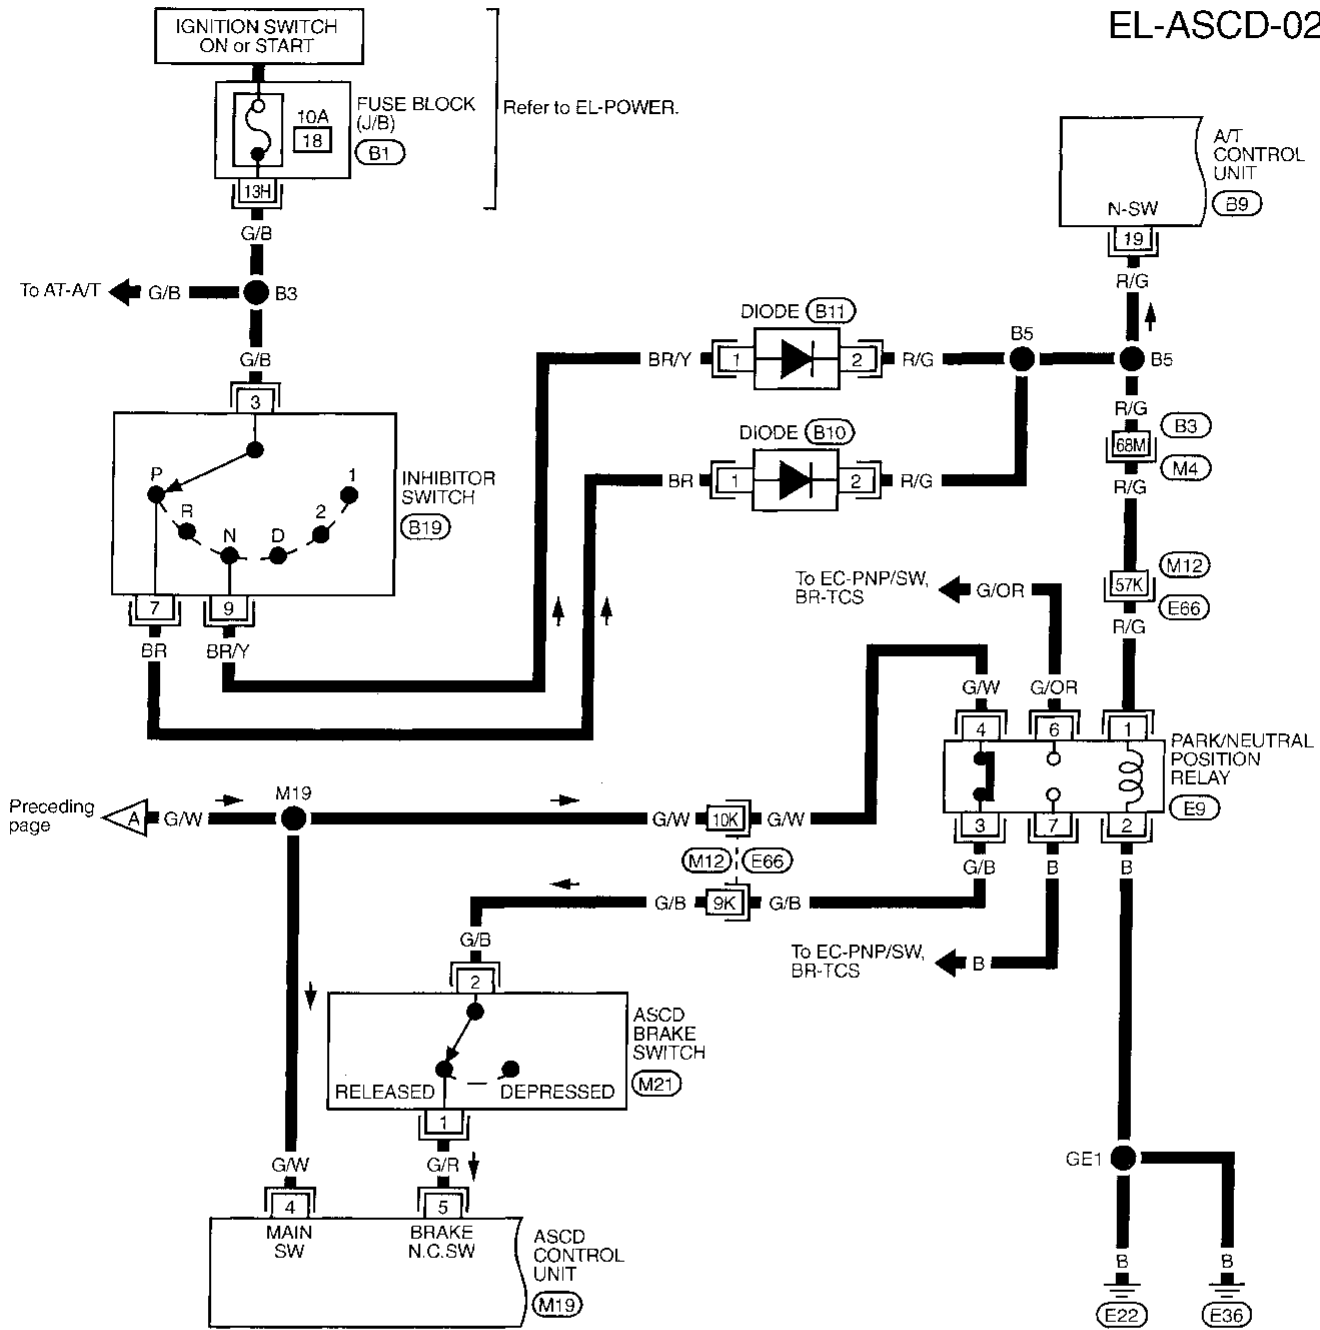 EL-ASCD-02
IGNITION SWITCH
ON or START
FUSE BLOCK
(J/B)
B1
10A
18
13H
Refer to EL-POWER.
G/B
To AT-A/T
G/B
B3
G/B
3
P
R
N
D
2
1
INHIBITOR
SWITCH
B19
7
9
BR
BR/Y
A/T
CONTROL
UNIT
B9
N-SW
19
R/G
DIODE B11
BR/Y
1
2
R/G
B5
B5
DIODE B10
BR
1
2
R/G
R/G
B3
68M
M4
R/G
M12
57K
E66
R/G
To EC-PNP/SW,
BR-TCS
G/OR
G/W
G/OR
4
6
1
PARK/NEUTRAL
POSITION
RELAY
E9
3
7
2
G/B
B
B
Preceding
page
A
G/W
M19
G/W
10K
G/W
M12
E66
G/B
9K
G/B
To EC-PNP/SW,
BR-TCS
B
G/B
2
ASCD
BRAKE
SWITCH
M21
RELEASED
DEPRESSED
1
G/W
G/R
4
5
MAIN
SW
BRAKE
N.C.SW
ASCD
CONTROL
UNIT
M19
GE1
B
B
E22
E36